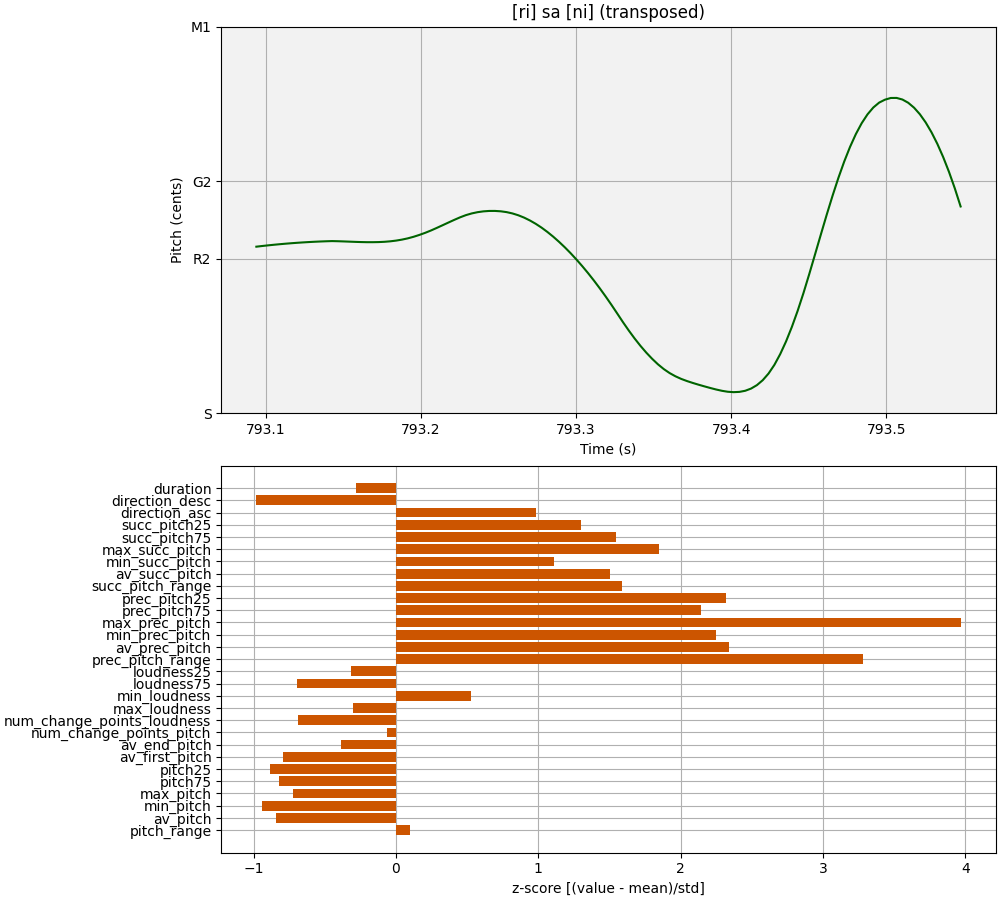 [ri] sa [ni] (transposed)
M1
G2
R2
S
Pitch (cents)
793.1 793.2 793.3 793.4 793.5
Time (s)
duration
direction_desc
direction_asc
succ_pitch25
succ_pitch75
max_succ_pitch
min_succ_pitch
av_succ_pitch
succ_pitch_range
prec_pitch25
prec_pitch75
max_prec_pitch
min_prec_pitch
av_prec_pitch
prec_pitch_range
loudness25
loudness75
min_loudness
max_loudness
num_change_points_loudness
num_change_points_pitch
av_end_pitch
av_first_pitch
pitch25
pitch75
max_pitch
min_pitch
av_pitch
pitch_range
−1 0 1 2 3 4
z-score [(value - mean)/std]